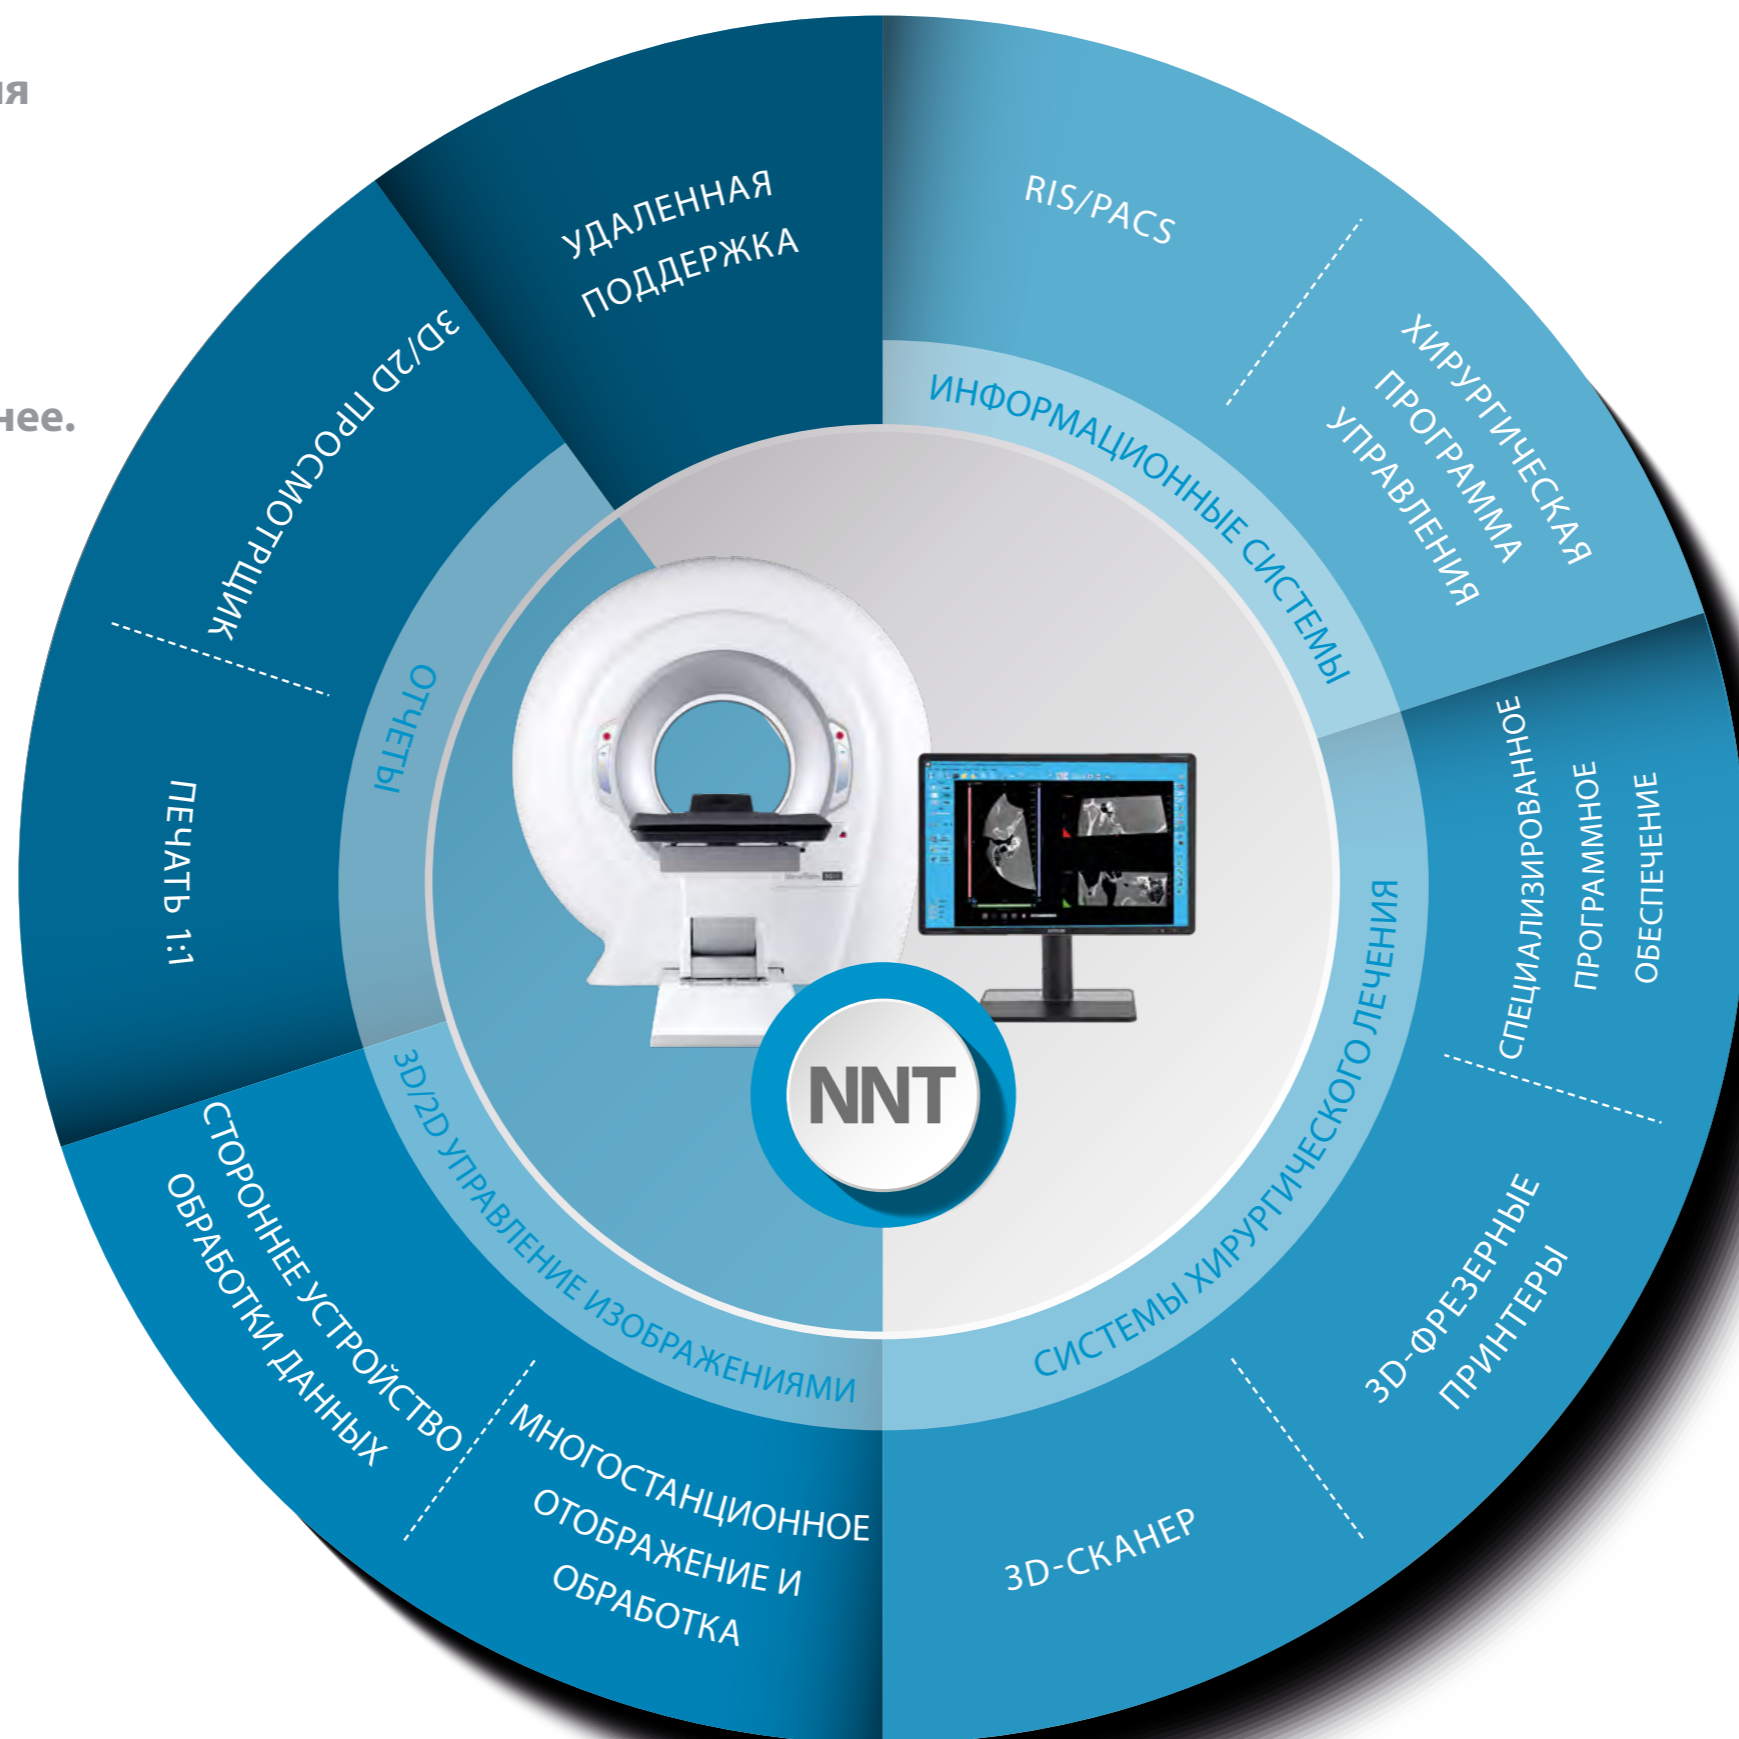 ия
нее.
УДАЛЕННАЯ
ПОДДЕРЖКА
RIS/PACS
ХИРУРГИЧЕСКАЯ
ПРОГРАММА
УПРАВЛЕНИЯ
ИНФОРМАЦИОННЫЕ СИСТЕМЫ
СПЕЦИАЛИЗИРОВАННОЕ
ПРОГРАММНОЕ
ОБЕСПЕЧЕНИЕ
3D-ФРЕЗЕРНЫЕ
ПРИНТЕРЫ
3D-СКАНЕР
СИСТЕМЫ ХИРУРГИЧЕСКОГО ЛЕЧЕНИЯ
МНОГОСТАНЦИОННОЕ
ОТОБРАЖЕНИЕ И
ОБРАБОТКА
СТОРОННЕЕ УСТРОЙСТВО
ОБРАБОТКИ ДАННЫХ
3D/2D УПРАВЛЕНИЕ ИЗОБРАЖЕНИЯМИ
ПЕЧАТЬ 1:1
3D/2D ПРОСМОТРЩИК
ОТЧЕТЫ
NNT